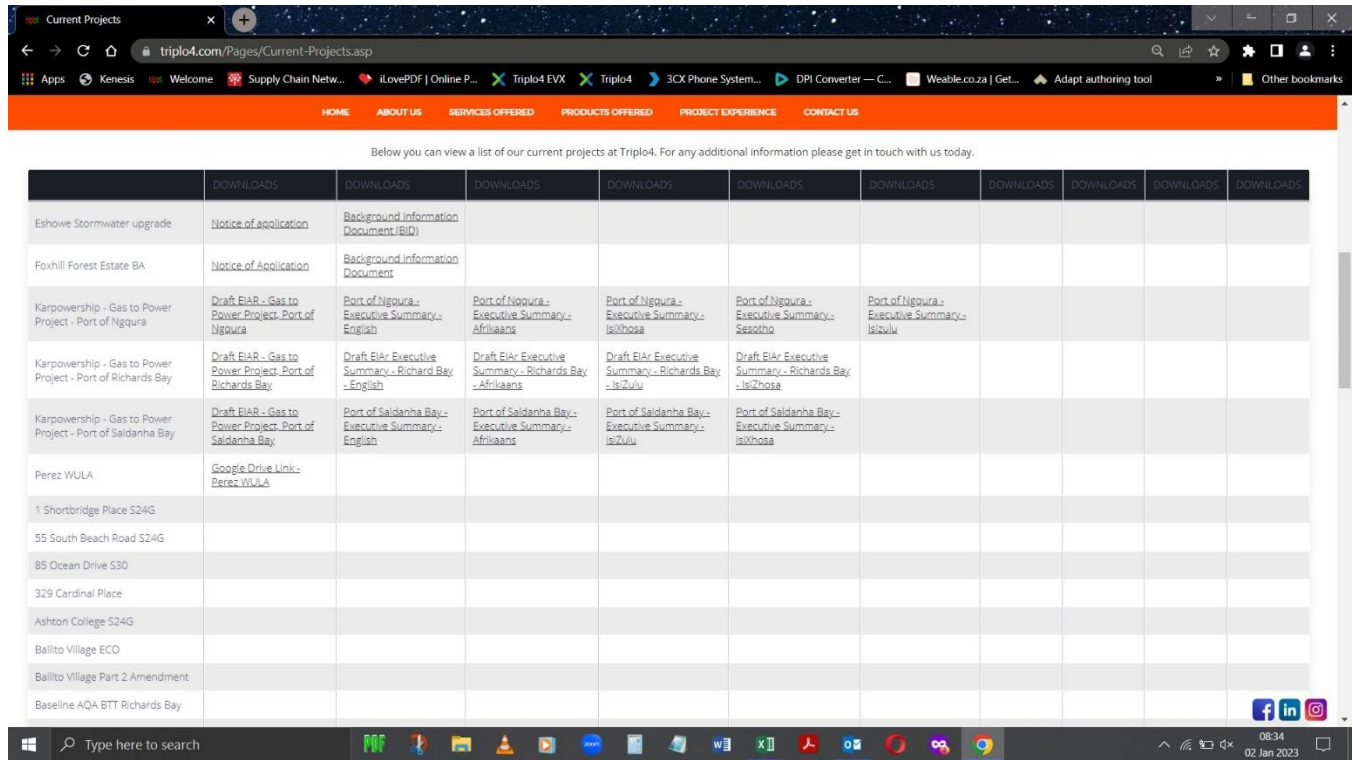 Current Projects
triplo4.com/Pages/Current-Projects.asp
Apps Kenesis Welcome Supply Chain Netw... iLovePDF | Online P... Triplo4 EVX Triplo4 3CX Phone System... DPI Converter — C... Weable.co.za | Get... Adapt authoring tool » Other bookmarks
HOME ABOUT US SERVICES OFFERED PRODUCTS OFFERED PROJECT EXPERIENCE CONTACT US
Below you can view a list of our current projects at Triplo4. For any additional information please get in touch with us today.
DOWNLOADS DOWNLOADS DOWNLOADS DOWNLOADS DOWNLOADS DOWNLOADS DOWNLOADS DOWNLOADS DOWNLOADS DOWNLOADS
Eshowe Stormwater upgrade
Notice of application
Background Information
Document (BID)
Foxhill Forest Estate BA
Notice of Application
Background Information
Document
Karpowership - Gas to Power
Project - Port of Ngqura
Draft EIAR - Gas to
Power Project, Port of
Ngqura
Port of Ngqura -
Executive Summary -
English
Port of Ngqura -
Executive Summary -
Afrikaans
Port of Ngqura -
Executive Summary -
IsiXhosa
Port of Ngqura -
Executive Summary -
Sesotho
Port of Ngqura -
Executive Summary -
Isizulu
Karpowership - Gas to Power
Project - Port of Richards Bay
Draft EIAR - Gas to
Power Project, Port of
Richards Bay
Draft EIAr Executive
Summary - Richard Bay
- English
Draft EIAr Executive
Summary - Richards Bay
- Afrikaans
Draft EIAr Executive
Summary - Richards Bay
- IsiZulu
Draft EIAr Executive
Summary - Richards Bay
- IsiZhosa
Karpowership - Gas to Power
Project - Port of Saldanha Bay
Draft EIAR - Gas to
Power Project, Port of
Saldanha Bay
Port of Saldanha Bay -
Executive Summary -
English
Port of Saldanha Bay -
Executive Summary -
Afrikaans
Port of Saldanha Bay -
Executive Summary -
IsiZulu
Port of Saldanha Bay -
Executive Summary -
IsiXhosa
Perez WULA
Google Drive Link -
Perez WULA
1 Shortbridge Place S24G
55 South Beach Road S24G
85 Ocean Drive S30
329 Cardinal Place
Ashton College S24G
Ballito Village ECO
Ballito Village Part 2 Amendment
Baseline AQA BTT Richards Bay
Type here to search
zoom
08:34
02 Jan 2023